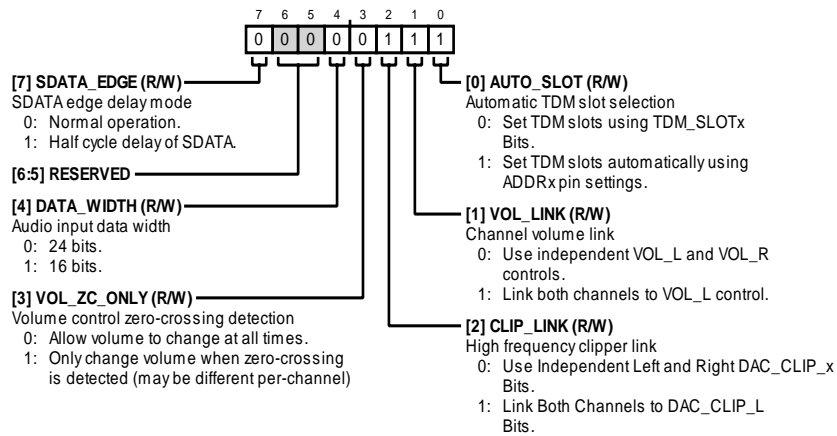 7 6 5 4 3 2 1 0
0 0 0 0 0 1 1 1
[7] SDATA_EDGE (R/W)
SDATA edge delay mode
0: Normal operation.
1: Half cycle delay of SDATA.
[6:5] RESERVED
[4] DATA_WIDTH (R/W)
Audio input data width
0: 24 bits.
1: 16 bits.
[3] VOL_ZC_ONLY (R/W)
Volume control zero-crossing detection
0: Allow volume to change at all times.
1: Only change volume when zero-crossing
is detected (may be different per-channel)
[0] AUTO_SLOT (R/W)
Automatic TDM slot selection
0: Set TDM slots using TDM_SLOTx
Bits.
1: Set TDM slots automatically using
ADDRx pin settings.
[1] VOL_LINK (R/W)
Channel volume link
0: Use independent VOL_L and VOL_R
controls.
1: Link both channels to VOL_L control.
[2] CLIP_LINK (R/W)
High frequency clipper link
0: Use Independent Left and Right DAC_CLIP_x
Bits.
1: Link Both Channels to DAC_CLIP_L
Bits.